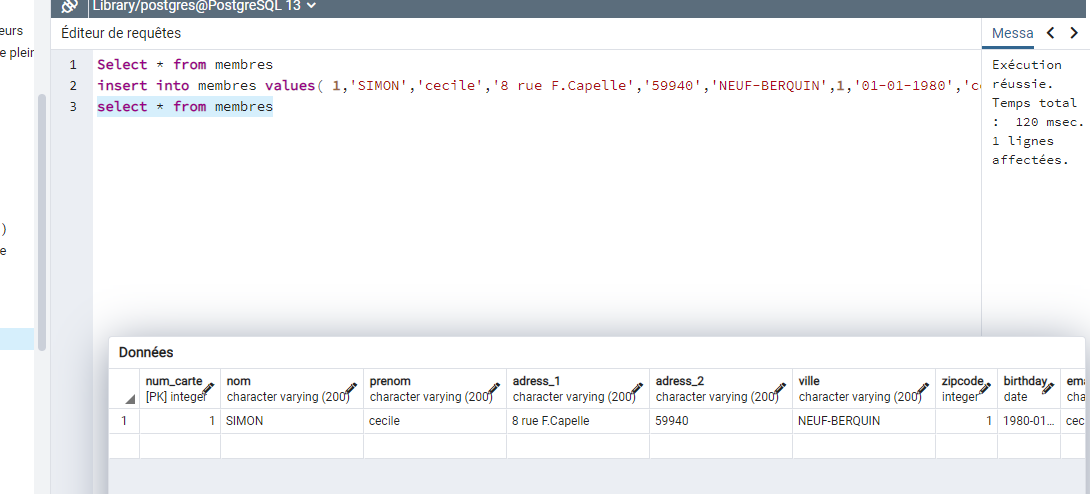 Library/postgres@PostgreSQL 13
eurs
Éditeur de requêtes
Messa
e plein
1 Select * from membres
2 insert into membres values( 1,'SIMON','cecile','8 rue F.Capelle','59940','NEUF-BERQUIN',1,'01-01-1980','c
3 select * from membres
Exécution
réussie.
Temps total
: 120 msec.
1 lignes
affectées.
)
e
Données
num_carte nom prenom adress_1 adress_2 ville zipcode birthday ema
[PK] integer character varying (200) character varying (200) character varying (200) character varying (200) character varying (200) integer date cha
1 1 SIMON cecile 8 rue F.Capelle 59940 NEUF-BERQUIN 1 1980-01... cec